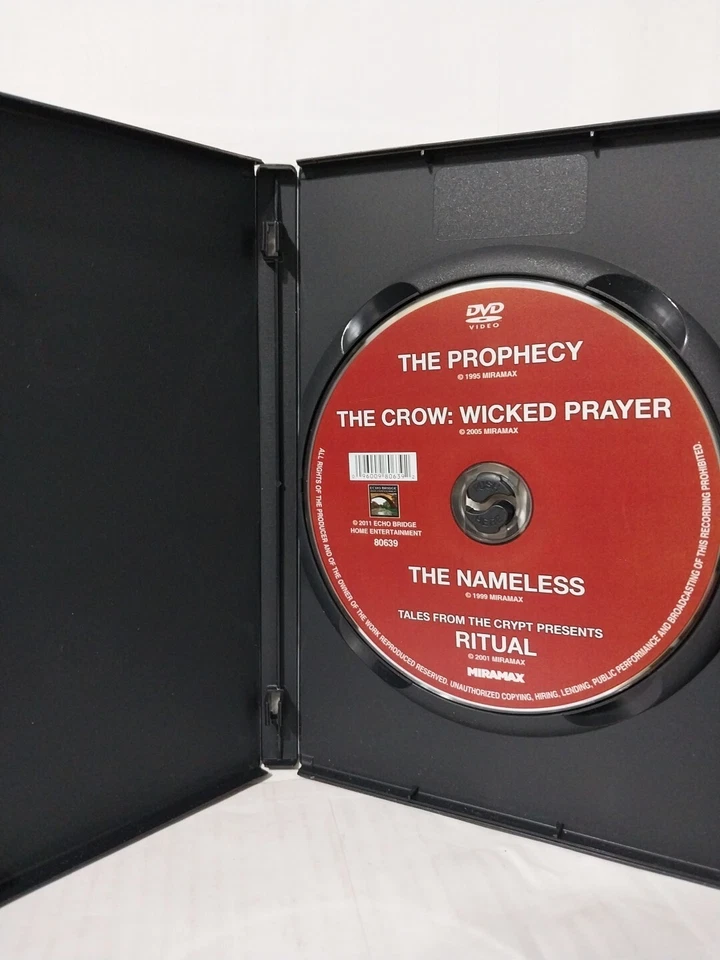 DVD
VIDEO
THE PROPHECY
© 1995 MIRAMAX
THE CROW: WICKED PRAYER
© 2005 MIRAMAX
ECHO BRIDGE
© 2011 ECHO BRIDGE
HOME ENTERTAINMENT
80639
THE NAMELESS
© 1999 MIRAMAX
TALES FROM THE CRYPT PRESENTS
RITUAL
© 2001 MIRAMAX
MIRAMAX
ALL RIGHTS OF THE PRODUCER AND OF THE OWNER OF THE WORK REPRODUCED RESERVED. UNAUTHORIZED COPYING, HIRING, LENDING, PUBLIC PERFORMANCE AND BROADCASTING OF THIS RECORDING PROHIBITED.